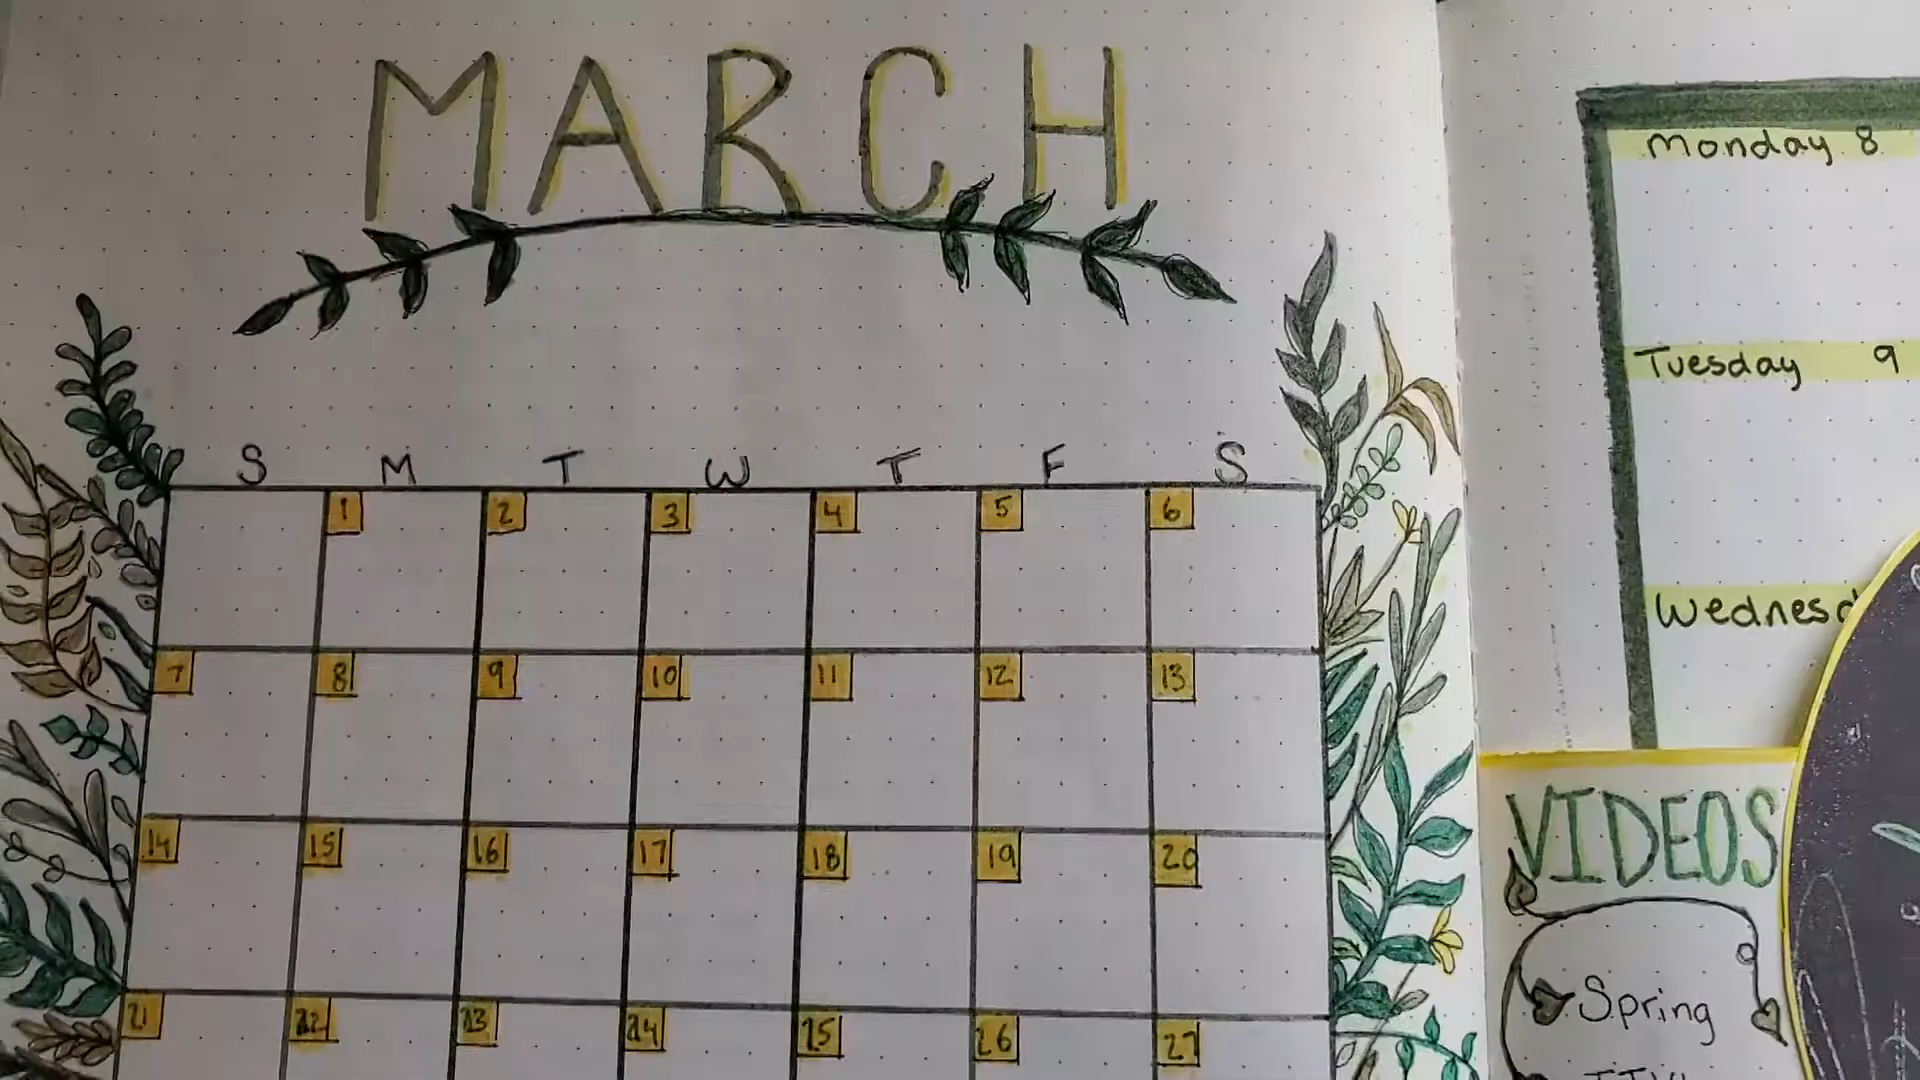 MARCH
S M T W T F S
1 2 3 4 5 6
7 8 9 10 11 12 13
14 15 16 17 18 19 20
21 22 23 24 25 26 27
Monday 8
Tuesday 9
VIDEOS
Spring